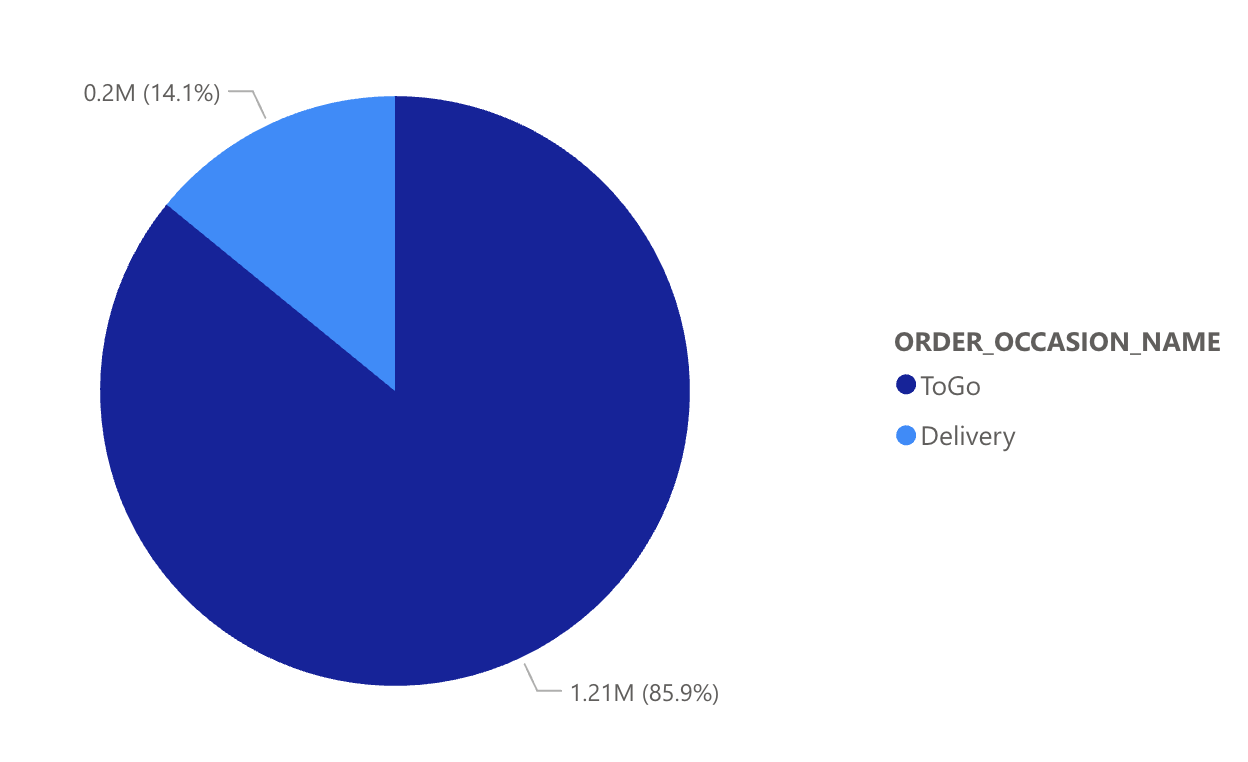 0.2M (14.1%)
ORDER_OCCASION_NAME
ToGo
Delivery
1.21M (85.9%)